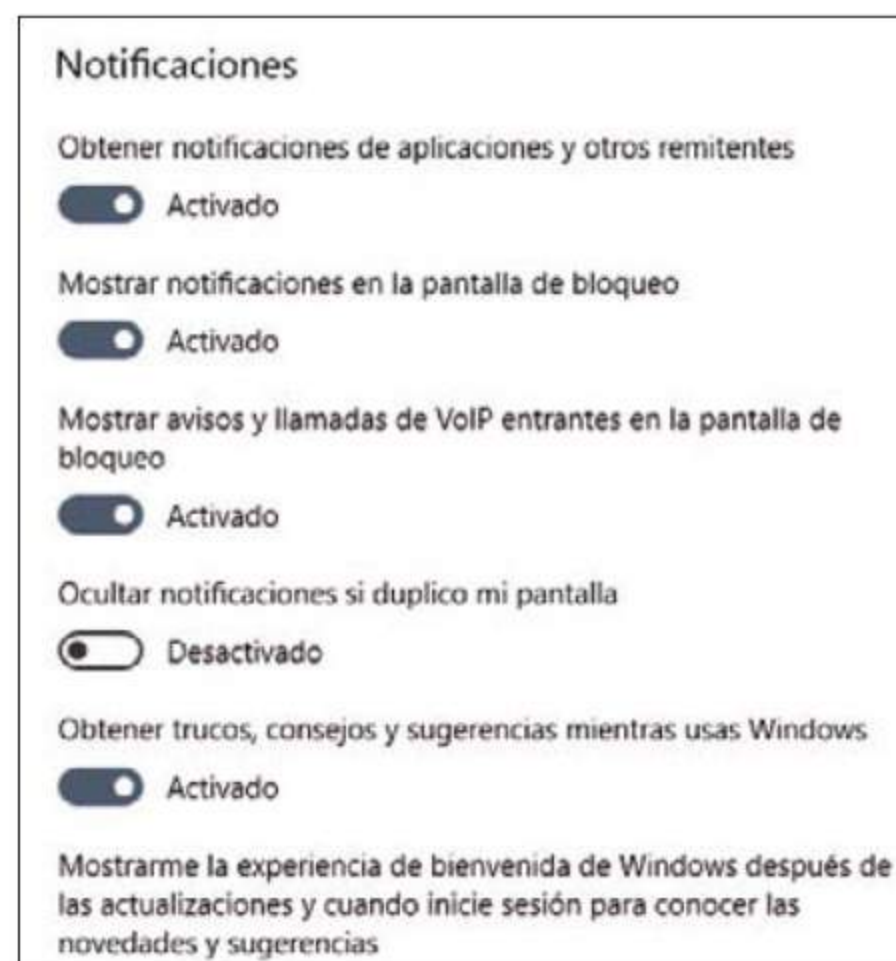 Notificaciones
Obtener notificaciones de aplicaciones y otros remitentes
Activado
Mostrar notificaciones en la pantalla de bloqueo
Activado
Mostrar avisos y llamadas de VoIP entrantes en la pantalla de
bloqueo
Activado
Ocultar notificaciones si duplico mi pantalla
Desactivado
Obtener trucos, consejos y sugerencias mientras usas Windows
Activado
Mostrarme la experiencia de bienvenida de Windows después de
las actualizaciones y cuando inicie sesión para conocer las
novedades y sugerencias